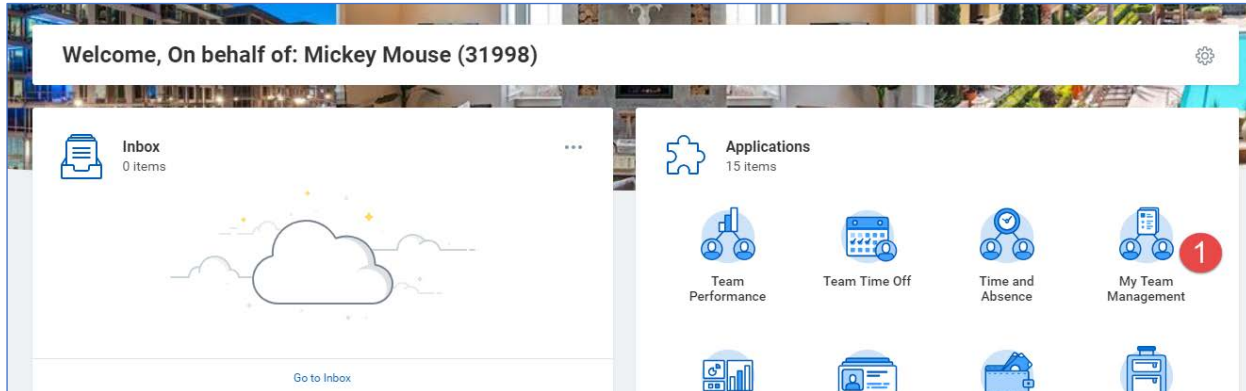 Welcome, On behalf of: Mickey Mouse (31998)
Inbox
0 items
Applications
15 items
Team
Performance
Team Time Off
Time and
Absence
My Team
Management
1
Go to Inbox